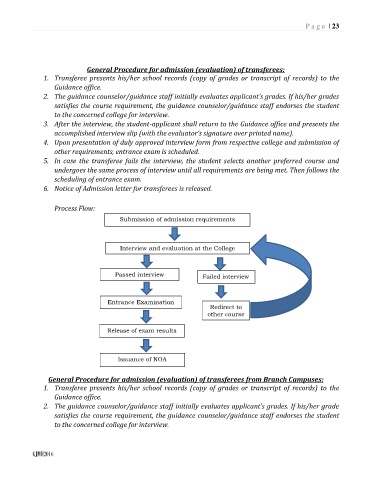 Page | 23
General Procedure for admission (evaluation) of transferees:
1. Transferee presents his/her school records (copy of grades or transcript of records) to the
Guidance office.
2. The guidance counselor/guidance staff initially evaluates applicant's grades. If his/her grades
satisfies the course requirement, the guidance counselor/guidance staff endorses the student
to the concerned college for interview.
3. After the interview, the student-applicant shall return to the Guidance office and presents the
accomplished interview slip (with the evaluator's signature over printed name).
4. Upon presentation of duly approved Interview form from respective college and submission of
other requirements, entrance exam is scheduled.
5. In case the transferee fails the interview, the student selects another preferred course and
undergoes the same process of interview until all requirements are being met. Then follows the
scheduling of entrance exam.
6. Notice of Admission letter for transferees is released.
Process Flow:
Submission of admission requirements
Interview and evaluation at the College
Passed interview
Failed interview
Entrance Examination
Redirect to
other course
Release of exam results
Issuance of NOA
General Procedure for admission (evaluation) of transferees from Branch Campuses:
1. Transferee presents his/her school records (copy of grades or transcript of records) to the
Guidance office.
2. The guidance counselor/guidance staff initially evaluates applicant's grades. If his/her grade
satisfies the course requirement, the guidance counselor/guidance staff endorses the student
to the concerned college for interview.